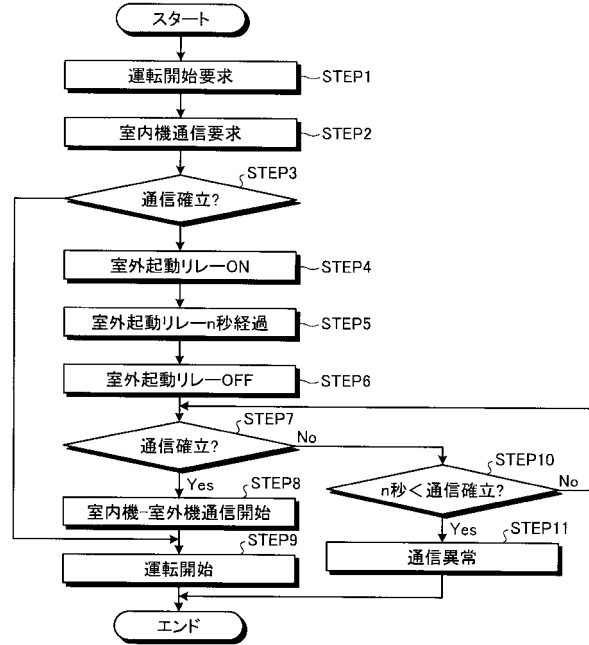 スタート
運転開始要求
STEP1
室内機通信要求
STEP2
STEP3
通信確立?
室外起動リレーON
STEP4
室外起動リレーn秒経過
STEP5
室外起動リレーOFF
STEP6
STEP7
通信確立?
No
STEP10
n秒<通信確立?
No
Yes
STEP8
室内機-室外機通信開始
Yes
STEP11
通信異常
STEP9
運転開始
エンド